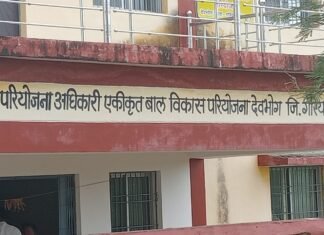 परियोजना अधिकारी एकीकृत बाल विकास परियोजना देवभोग जि.